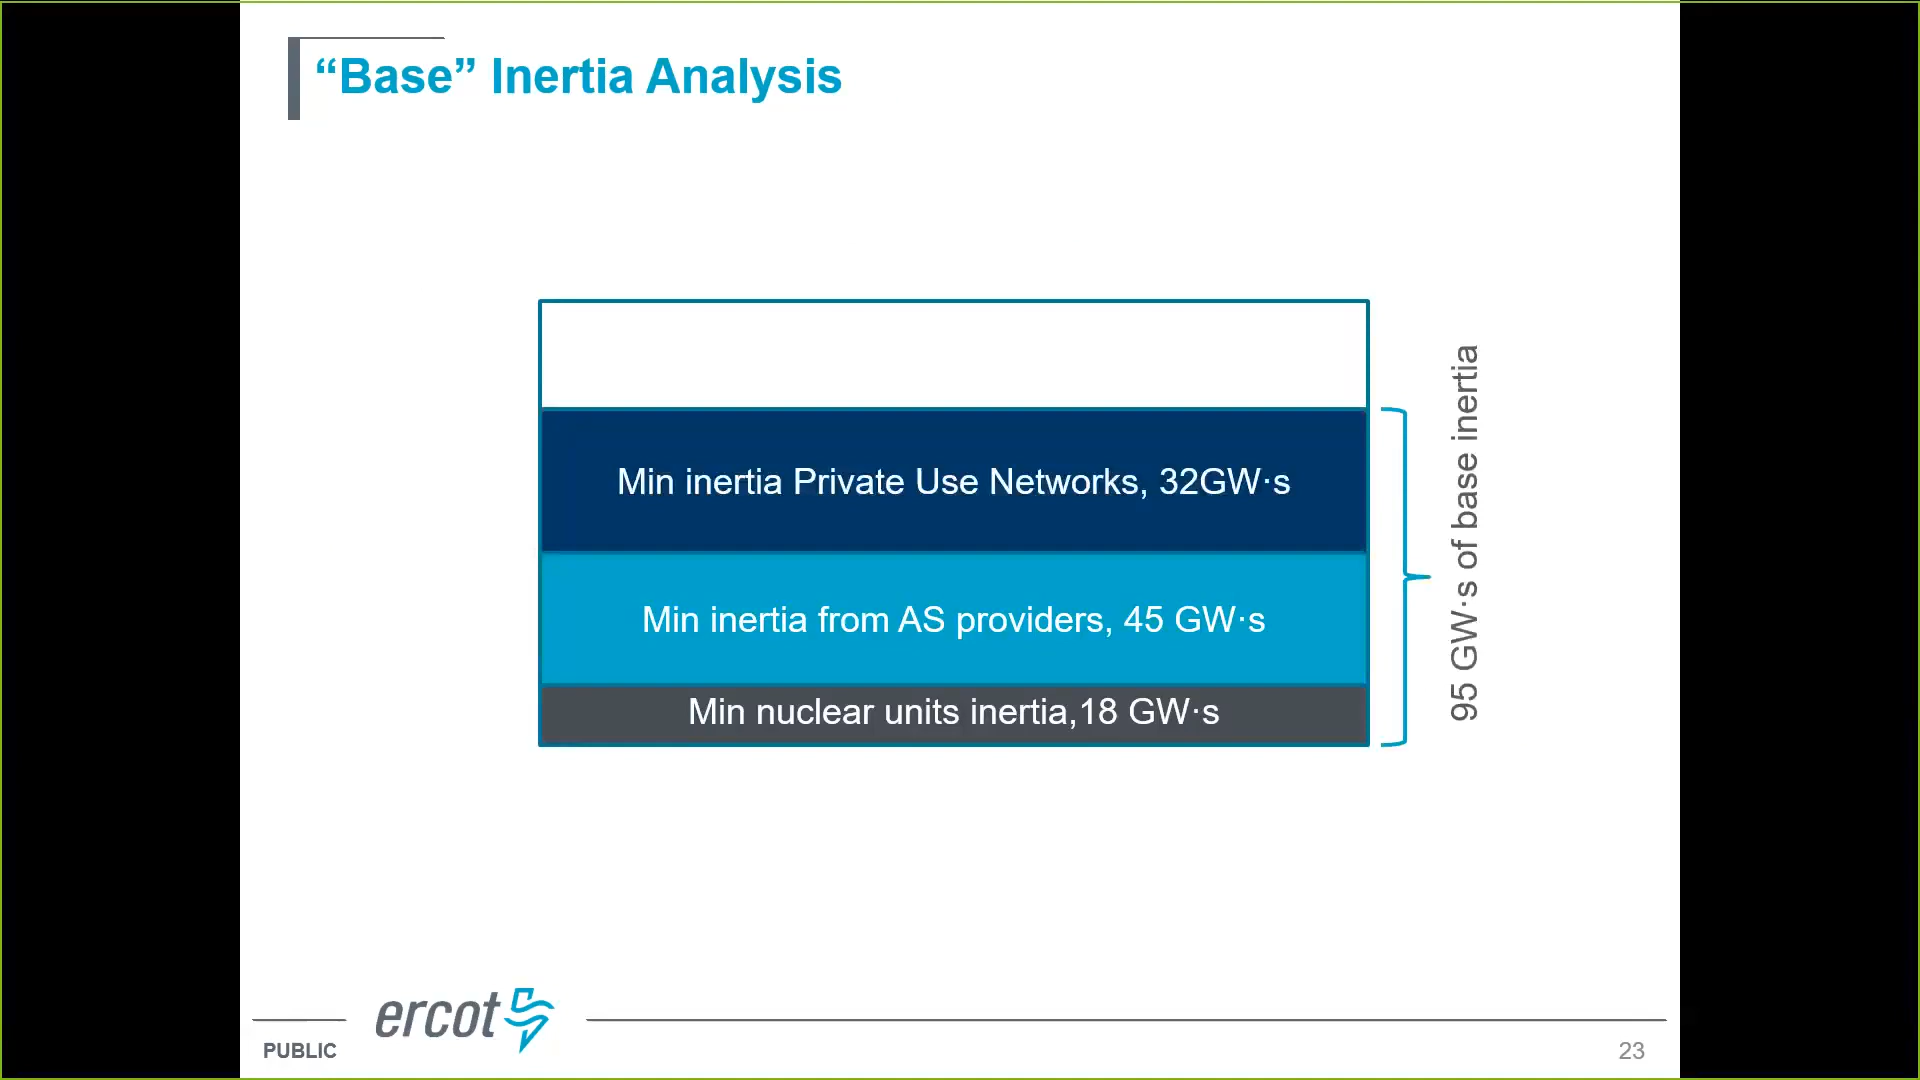 “Base” Inertia Analysis
Min inertia Private Use Networks, 32GW·s
Min inertia from AS providers, 45 GW·s
Min nuclear units inertia,18 GW·s
95 GW·s of base inertia
ercot
PUBLIC
23